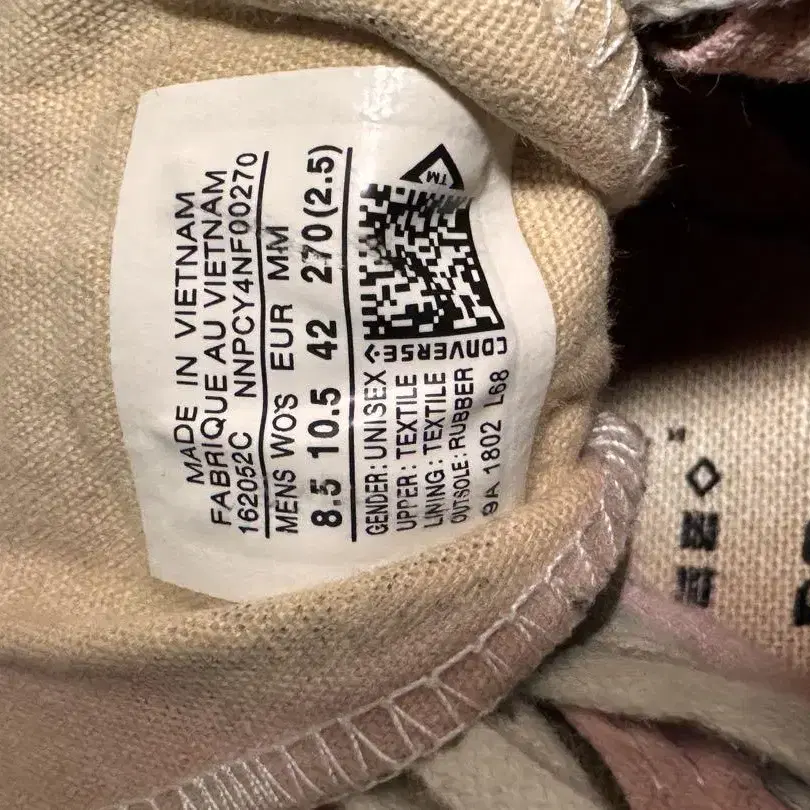 MADE IN VIETNAM
FABRIQUE AU VIETNAM
162052C NNPCY4NF00270
MENS WO'S EUR MM
8.5 10.5 42 270(2.5)
GENDER: UNISEX
UPPER: TEXTILE
LINING: TEXTILE
OUTSOLE: RUBBER
9A 1802 L68
CONVERSE
TM